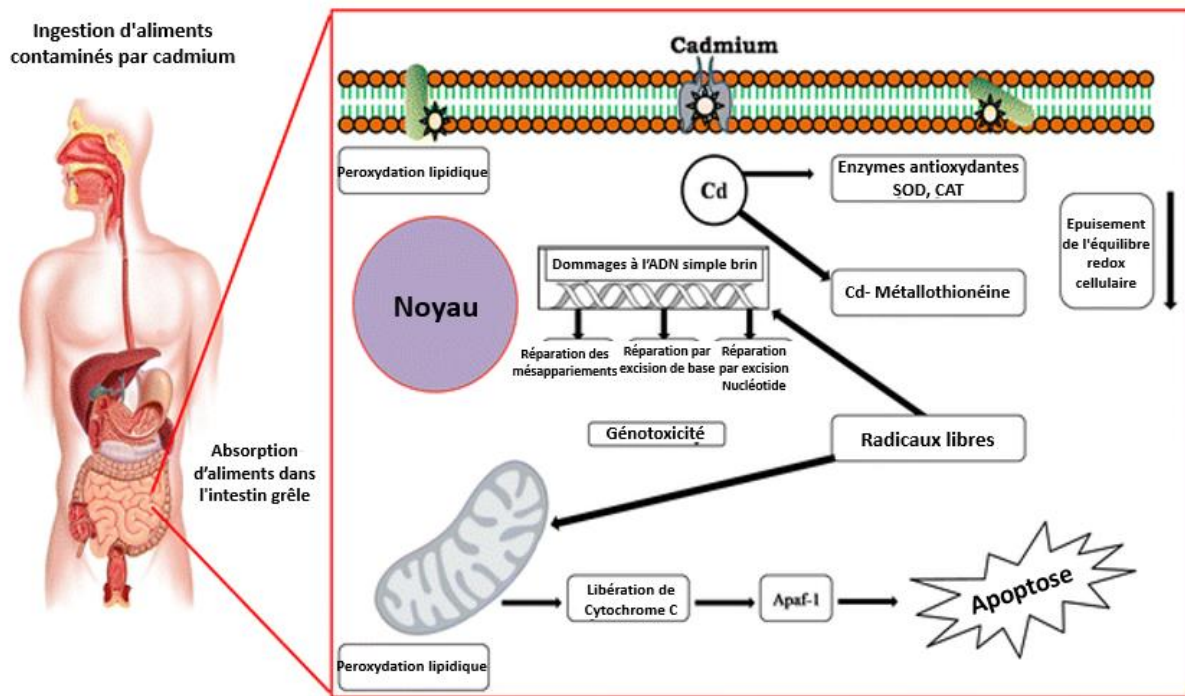 Ingestion d'aliments
contaminés par cadmium
Absorption
d'aliments dans
l'intestin grêle
Cadmium
Peroxydation lipidique
Cd
Enzymes antioxydantes
SOD, CAT
Epuisement
de l'équilibre
redox
cellulaire
Dommages à l'ADN simple brin
Cd- Métallothionéine
Noyau
Réparation des
mésappariements
Réparation par
excision de base
Réparation
par excision
Nucléotide
Génotoxicité
Radicaux libres
Libération de
Cytochrome C
Apaf-1
Apoptose
Peroxydation lipidique